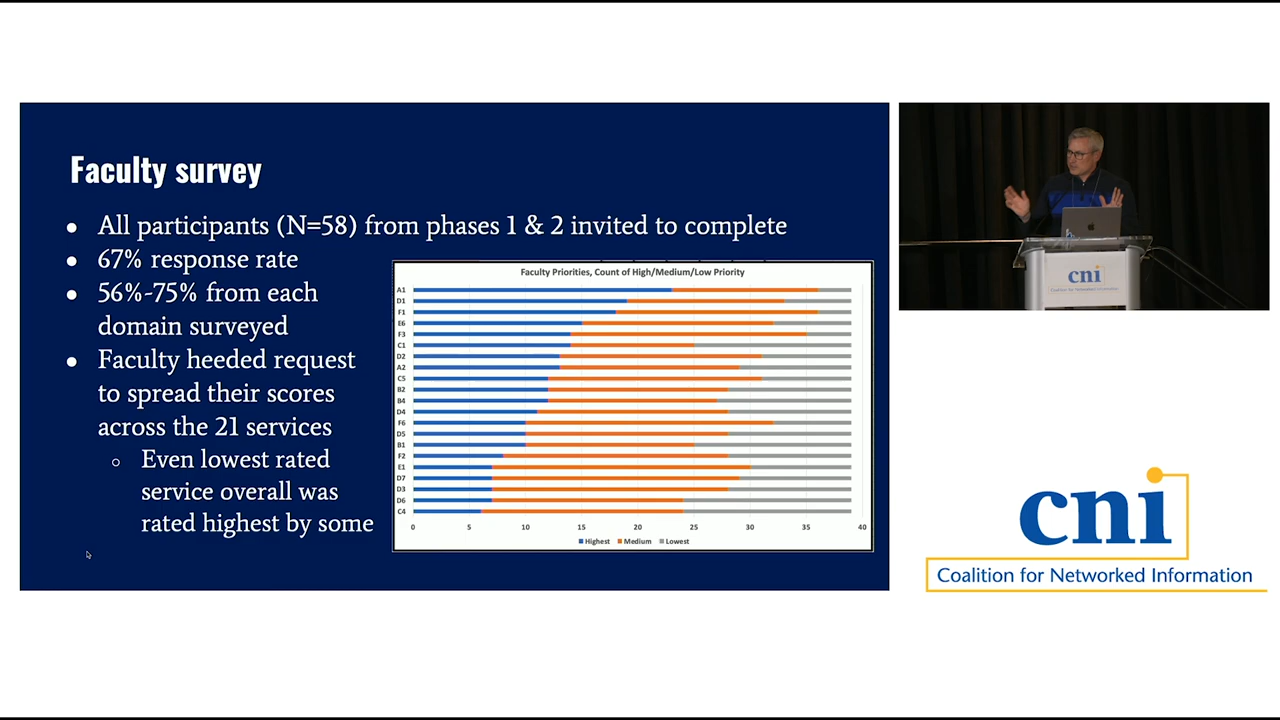 Faculty survey
• All participants (N=58) from phases 1 & 2 invited to complete
• 67% response rate
• 56%-75% from each
domain surveyed
• Faculty heeded request
to spread their scores
across the 21 services
○ Even lowest rated
service overall was
rated highest by some
Faculty Priorities, Count of High/Medium/Low Priority
A1
D1
F1
E6
F3
C1
D2
A2
C5
B2
B4
D4
F6
D5
B1
F2
E1
D7
D3
D6
C4
0 5 10 15 20 25 30 35 40
Highest Medium Lowest
cni
Coalition for Networked Information
cni
Coalition for Networked Information